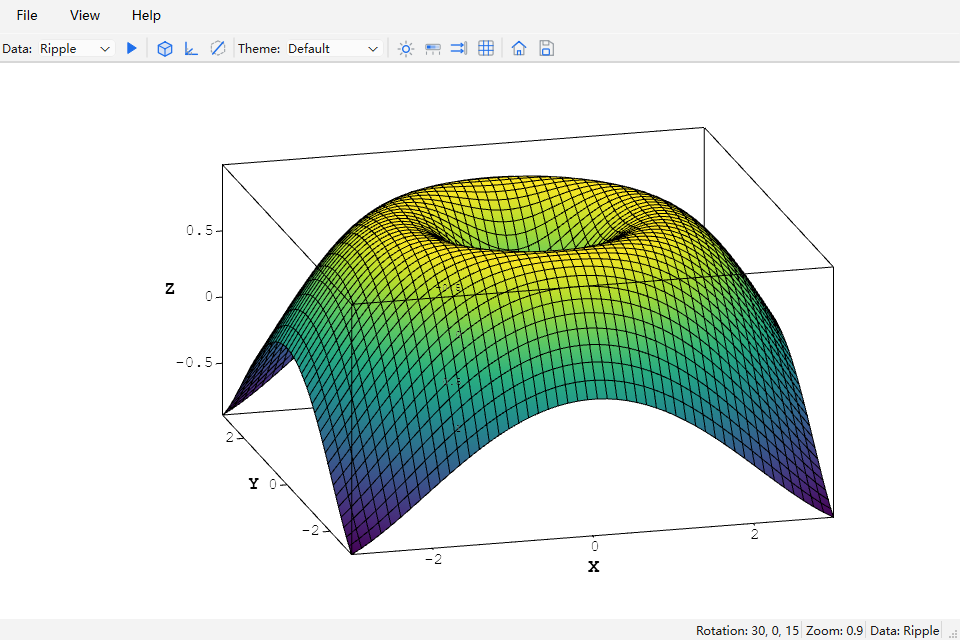 File View Help
Data: Ripple Theme: Default
0.5
Z
0
−0.5
2
Y 0
−2
−2
0
2
X
Rotation: 30, 0, 15 Zoom: 0.9 Data: Ripple